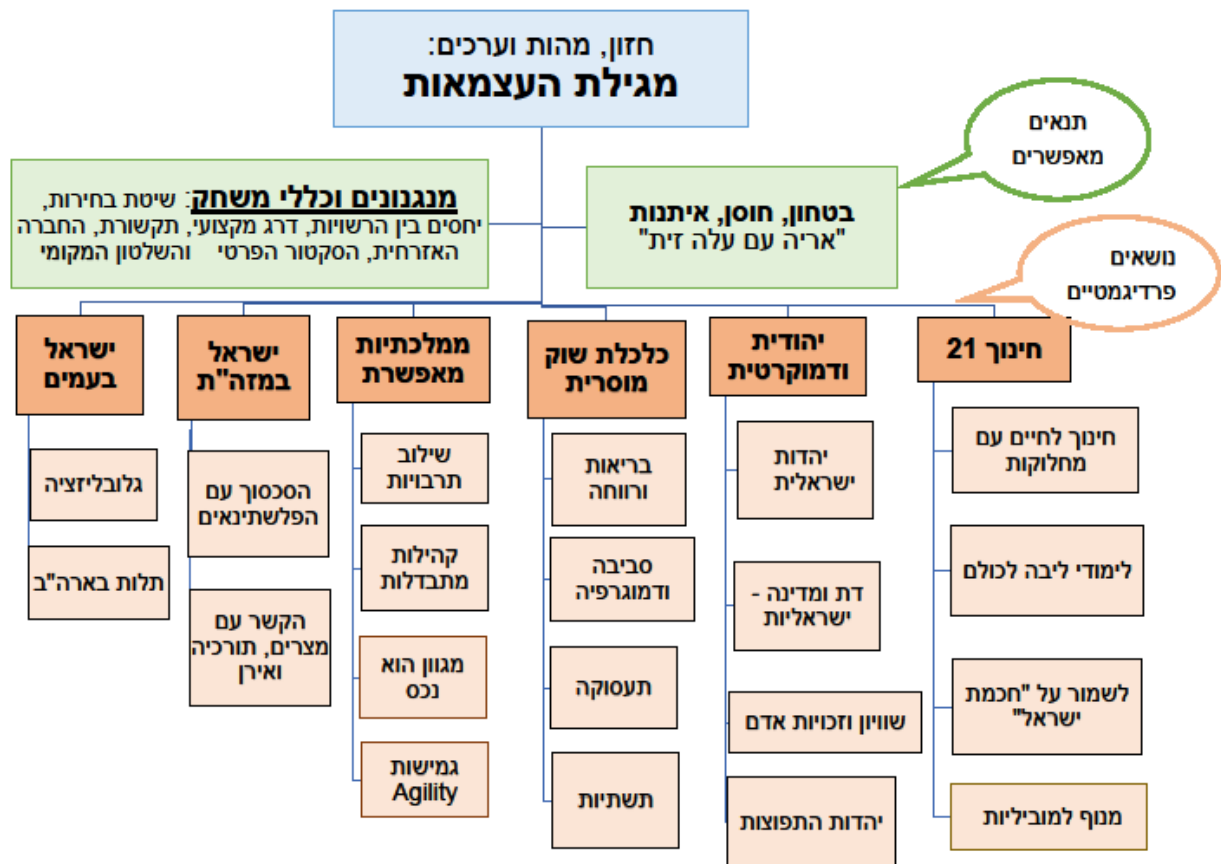 חזון, מהות וערכים:
מגילת העצמאות
תנאים
מאפשרים
בטחון, חוסן, איתנות
"אריה עם עלה זית"
מנגנונים וכללי משחק: שיטת בחירות,
יחסים בין הרשויות, דרג מקצועי, תקשורת, החברה
האזרחית, הסקטור הפרטי והשלטון המקומי
נושאים
פרדיגמטיים
חינוך 21
חינוך לחיים עם
מחלוקות
לימודי ליבה לכולם
לשמור על "חכמת
ישראל"
מנוף למוביליות
יהודית
ודמוקרטית
יהדות
ישראלית
דת ומדינה -
ישראליות
שוויון וזכויות אדם
יהדות התפוצות
כלכלת שוק
מוסרית
בריאות
ורווחה
סביבה
ודמוגרפיה
תעסוקה
תשתיות
ממלכתיות
מאפשרת
שילוב
תרבויות
קהילות
מתבדלות
מגוון הוא
נכס
גמישות
Agility
ישראל
במזה"ת
הסכסוך עם
הפלשתינאים
הקשר עם
מצרים, תורכיה
ואירן
ישראל
בעמים
גלובליזציה
תלות בארה"ב